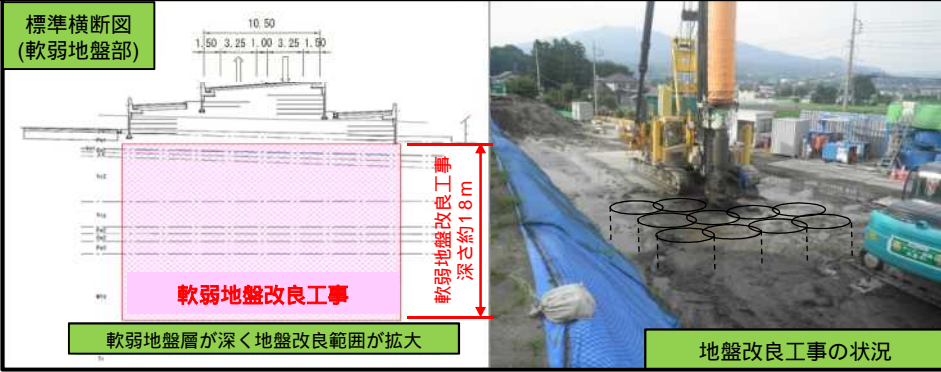 標準横断図
(軟弱地盤部)
10.50
1.50 3.25 1.00 3.25 1.50
軟弱地盤改良工事
深さ約18m
軟弱地盤改良工事
軟弱地盤層が深く地盤改良範囲が拡大
地盤改良工事の状況